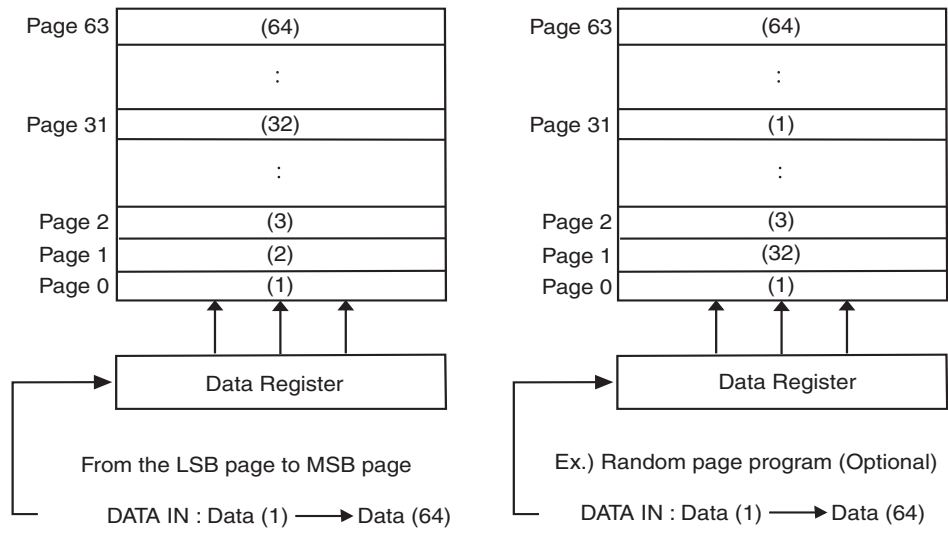 Page 63 (64)
:
Page 31 (32)
:
Page 2 (3)
Page 1 (2)
Page 0 (1)
Data Register
From the LSB page to MSB page
DATA IN : Data (1) Data (64)
Page 63 (64)
:
Page 31 (1)
:
Page 2 (3)
Page 1 (32)
Page 0 (1)
Data Register
Ex.) Random page program (Optional)
DATA IN : Data (1) Data (64)